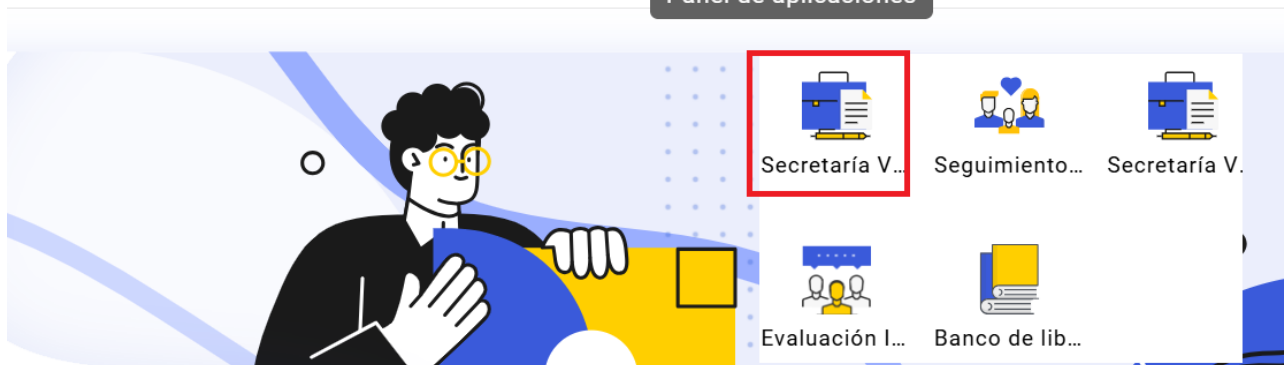 Panel de aplicaciones
Secretaría V...
Seguimiento...
Secretaría V.
Evaluación I...
Banco de lib...